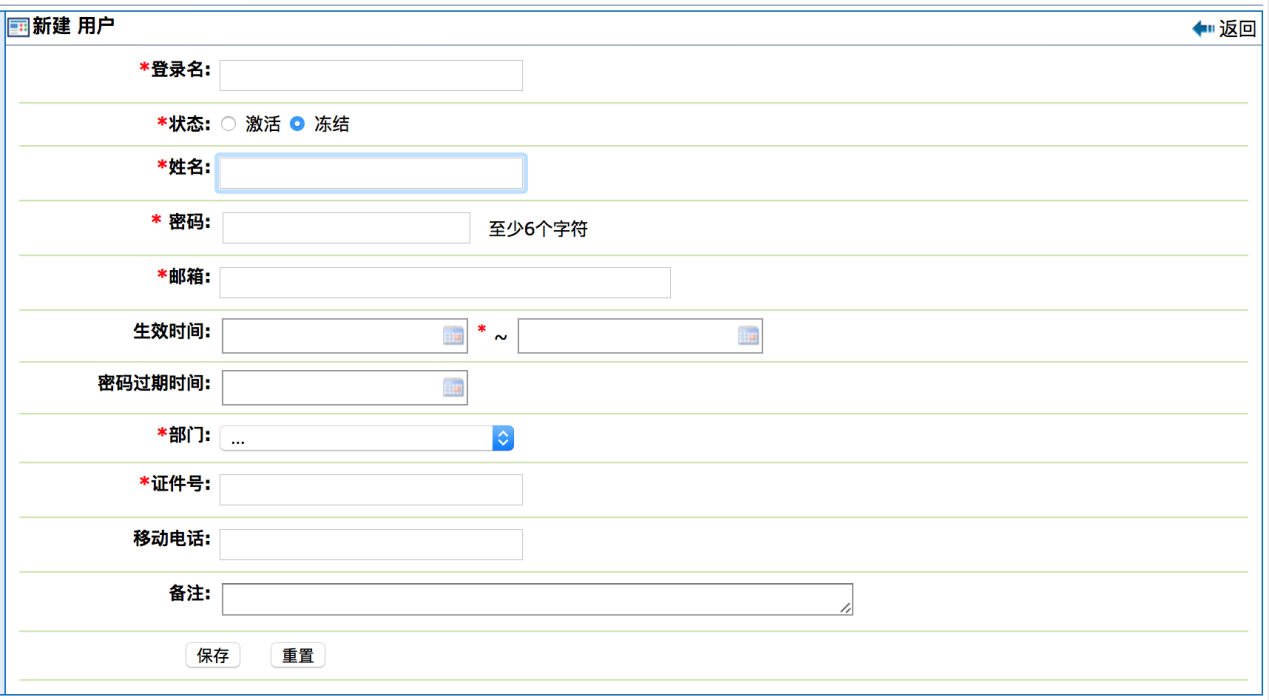 新建 用户
返回
*登录名:
*状态: 激活 冻结
*姓名:
* 密码: 至少6个字符
*邮箱:
生效时间: * ~
密码过期时间:
*部门: ...
*证件号:
移动电话:
备注:
保存 重置